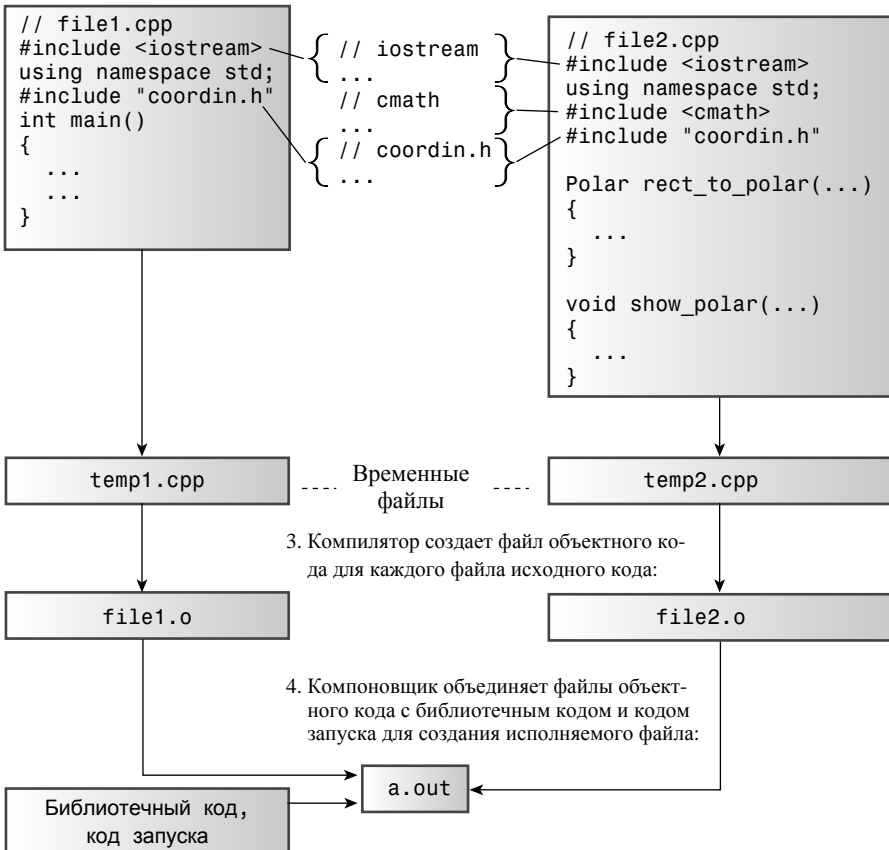 // file1.cpp
#include <iostream>
using namespace std;
#include "coordin.h"
int main()
{
...
...
}
// iostream
...
// cmath
...
// coordin.h
...
// file2.cpp
#include <iostream>
using namespace std;
#include <cmath>
#include "coordin.h"
Polar rect_to_polar(...)
{
...
}
void show_polar(...)
{
...
}
temp1.cpp
Временные
файлы
temp2.cpp
3. Компилятор создает файл объектного ко-
да для каждого файла исходного кода:
file1.o
file2.o
4. Компоновщик объединяет файлы объект-
ного кода с библиотечным кодом и кодом
запуска для создания исполняемого файла:
a.out
Библиотечный код,
код запуска